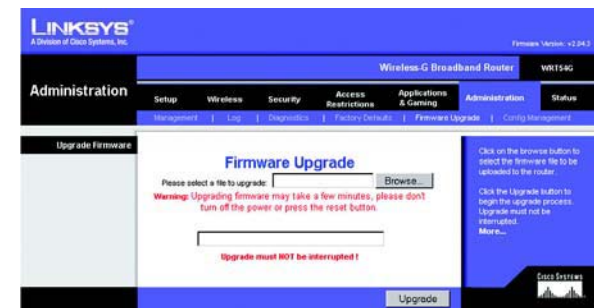 LINKSYS®
A Division of Cisco Systems, Inc.
Firmware Version: v2.04.3
Wireless-G Broadband Router WRT54G
Administration
Setup Wireless Security Access Restrictions Applications & Gaming Administration Status
Management | Log | Diagnostics | Factory Defaults | Firmware Upgrade | Config Management
Upgrade Firmware
Firmware Upgrade
Please select a file to upgrade: Browse...
Warning: Upgrading firmware may take a few minutes, please don't
turn off the power or press the reset button.
Upgrade must NOT be interrupted !
Click on the browse button to
select the firmware file to be
uploaded to the router.
Click the Upgrade button to
begin the upgrade process.
Upgrade must not be
interrupted.
More...
Upgrade
CISCO SYSTEMS